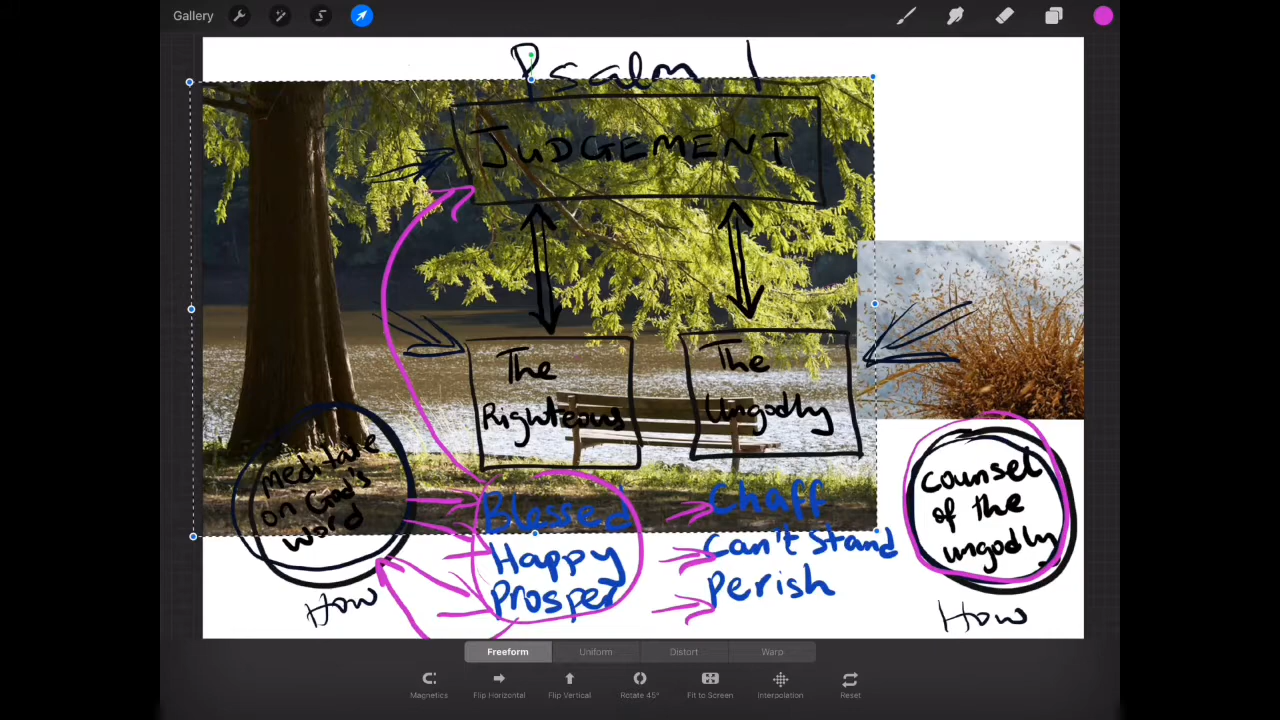 Gallery
Psalm 1
JUDGEMENT
The
Righteous
The
Ungodly
meditate
on God's
word
How
Blessed
Happy
Prosper
Chaff
Can't Stand
Perish
counsel
of the
ungodly
How
Freeform
Uniform
Distort
Warp
Magnetics
Flip Horizontal
Flip Vertical
Rotate 45°
Fit to Screen
Interpolation
Reset